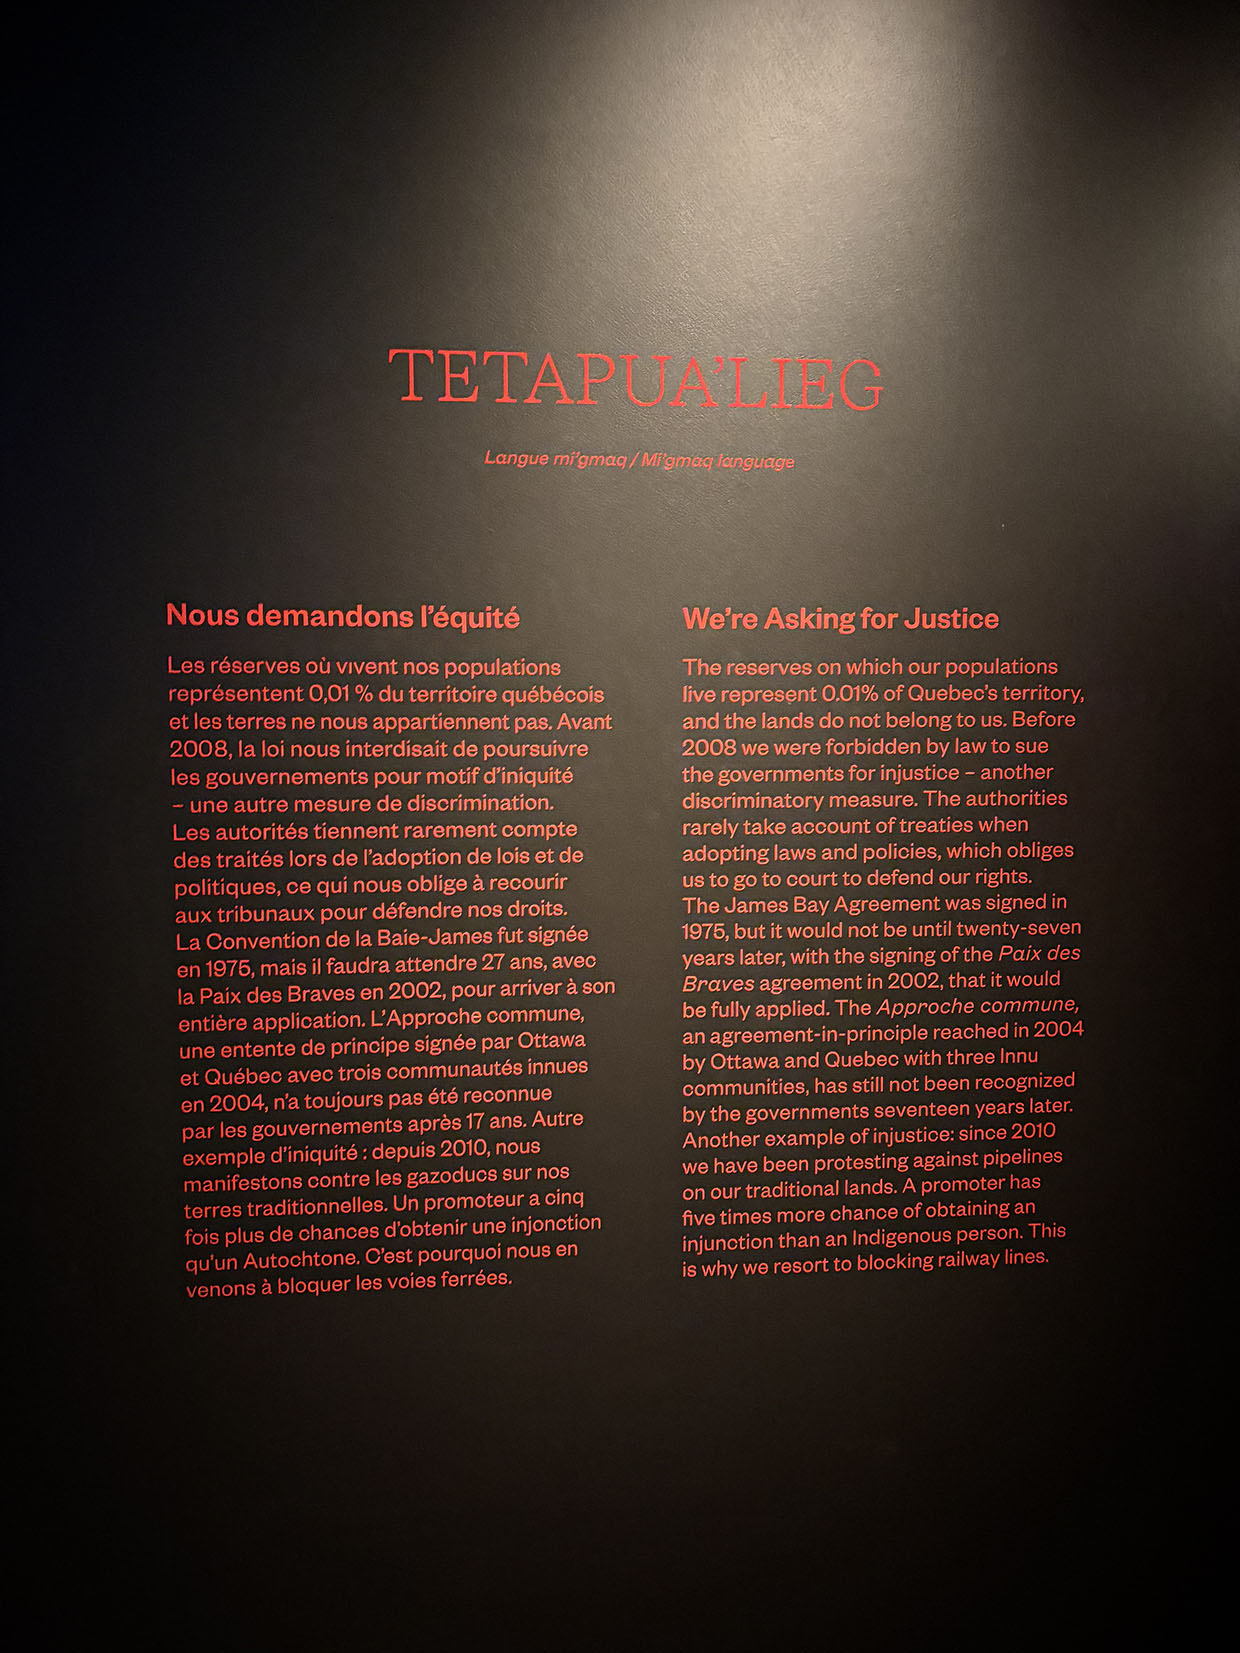 TETAPUA'LIEG
Langue mi'gmaq / Mi'gmaq language
Nous demandons l'équité
Les réserves où vivent nos populations
représentent 0,01 % du territoire québécois
et les terres ne nous appartiennent pas. Avant
2008, la loi nous interdisait de poursuivre
les gouvernements pour motif d'iniquité
– une autre mesure de discrimination.
Les autorités tiennent rarement compte
des traités lors de l'adoption de lois et de
politiques, ce qui nous oblige à recourir
aux tribunaux pour défendre nos droits.
La Convention de la Baie-James fut signée
en 1975, mais il faudra attendre 27 ans, avec
la Paix des Braves en 2002, pour arriver à son
entière application. L'Approche commune,
une entente de principe signée par Ottawa
et Québec avec trois communautés innues
en 2004, n'a toujours pas été reconnue
par les gouvernements après 17 ans. Autre
exemple d'iniquité : depuis 2010, nous
manifestons contre les gazoducs sur nos
terres traditionnelles. Un promoteur a cinq
fois plus de chances d'obtenir une injonction
qu'un Autochtone. C'est pourquoi nous en
venons à bloquer les voies ferrées.
We're Asking for Justice
The reserves on which our populations
live represent 0.01% of Quebec's territory,
and the lands do not belong to us. Before
2008 we were forbidden by law to sue
the governments for injustice – another
discriminatory measure. The authorities
rarely take account of treaties when
adopting laws and policies, which obliges
us to go to court to defend our rights.
The James Bay Agreement was signed in
1975, but it would not be until twenty-seven
years later, with the signing of the Paix des
Braves agreement in 2002, that it would
be fully applied. The Approche commune,
an agreement-in-principle reached in 2004
by Ottawa and Quebec with three Innu
communities, has still not been recognized
by the governments seventeen years later.
Another example of injustice: since 2010
we have been protesting against pipelines
on our traditional lands. A promoter has
five times more chance of obtaining an
injunction than an Indigenous person. This
is why we resort to blocking railway lines.